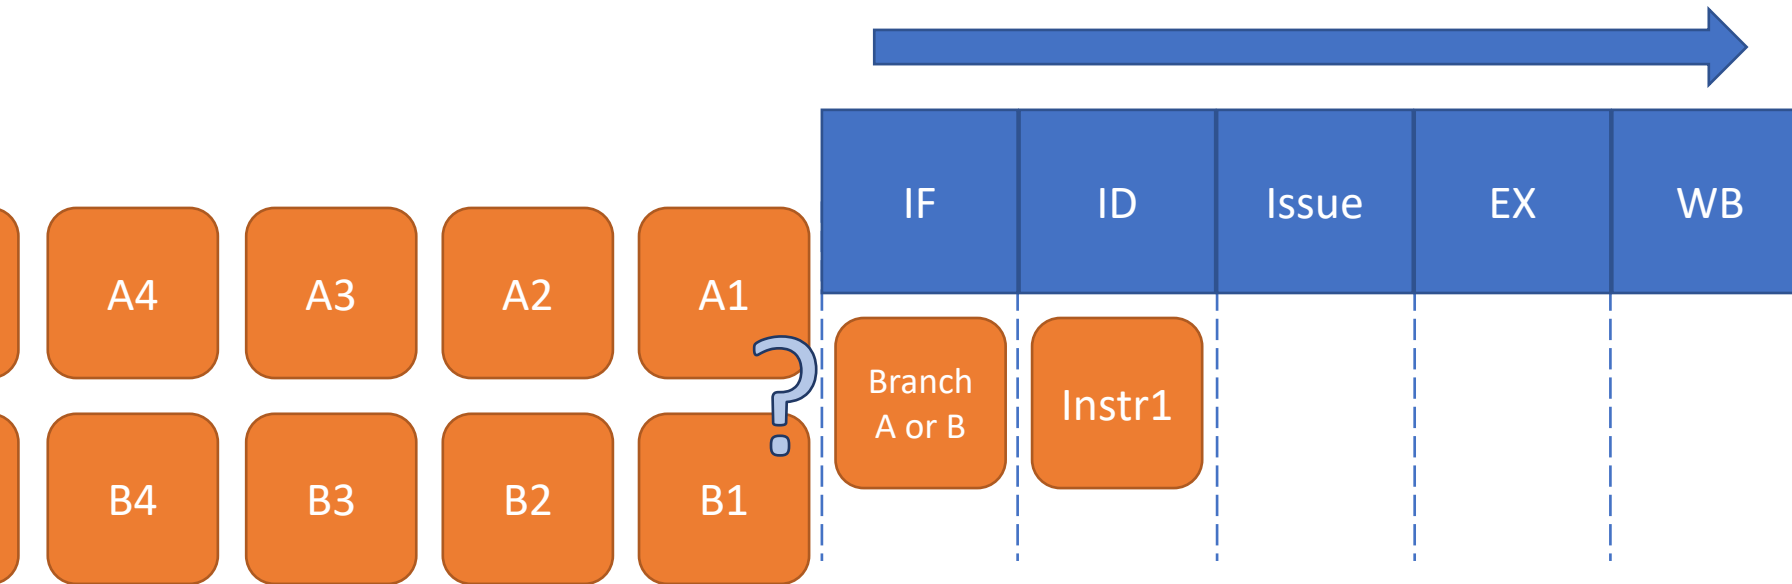 IF
ID
Issue
EX
WB
A4
A3
A2
A1
?
Branch
A or B
Instr1
B4
B3
B2
B1